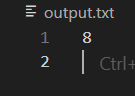 output.txt
1 8
2 Ctrl+